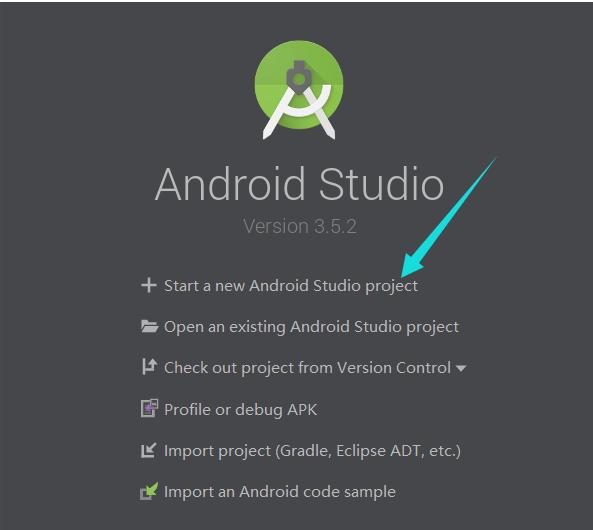 Android Studio
Version 3.5.2
Start a new Android Studio project
Open an existing Android Studio project
Check out project from Version Control
Profile or debug APK
Import project (Gradle, Eclipse ADT, etc.)
Import an Android code sample